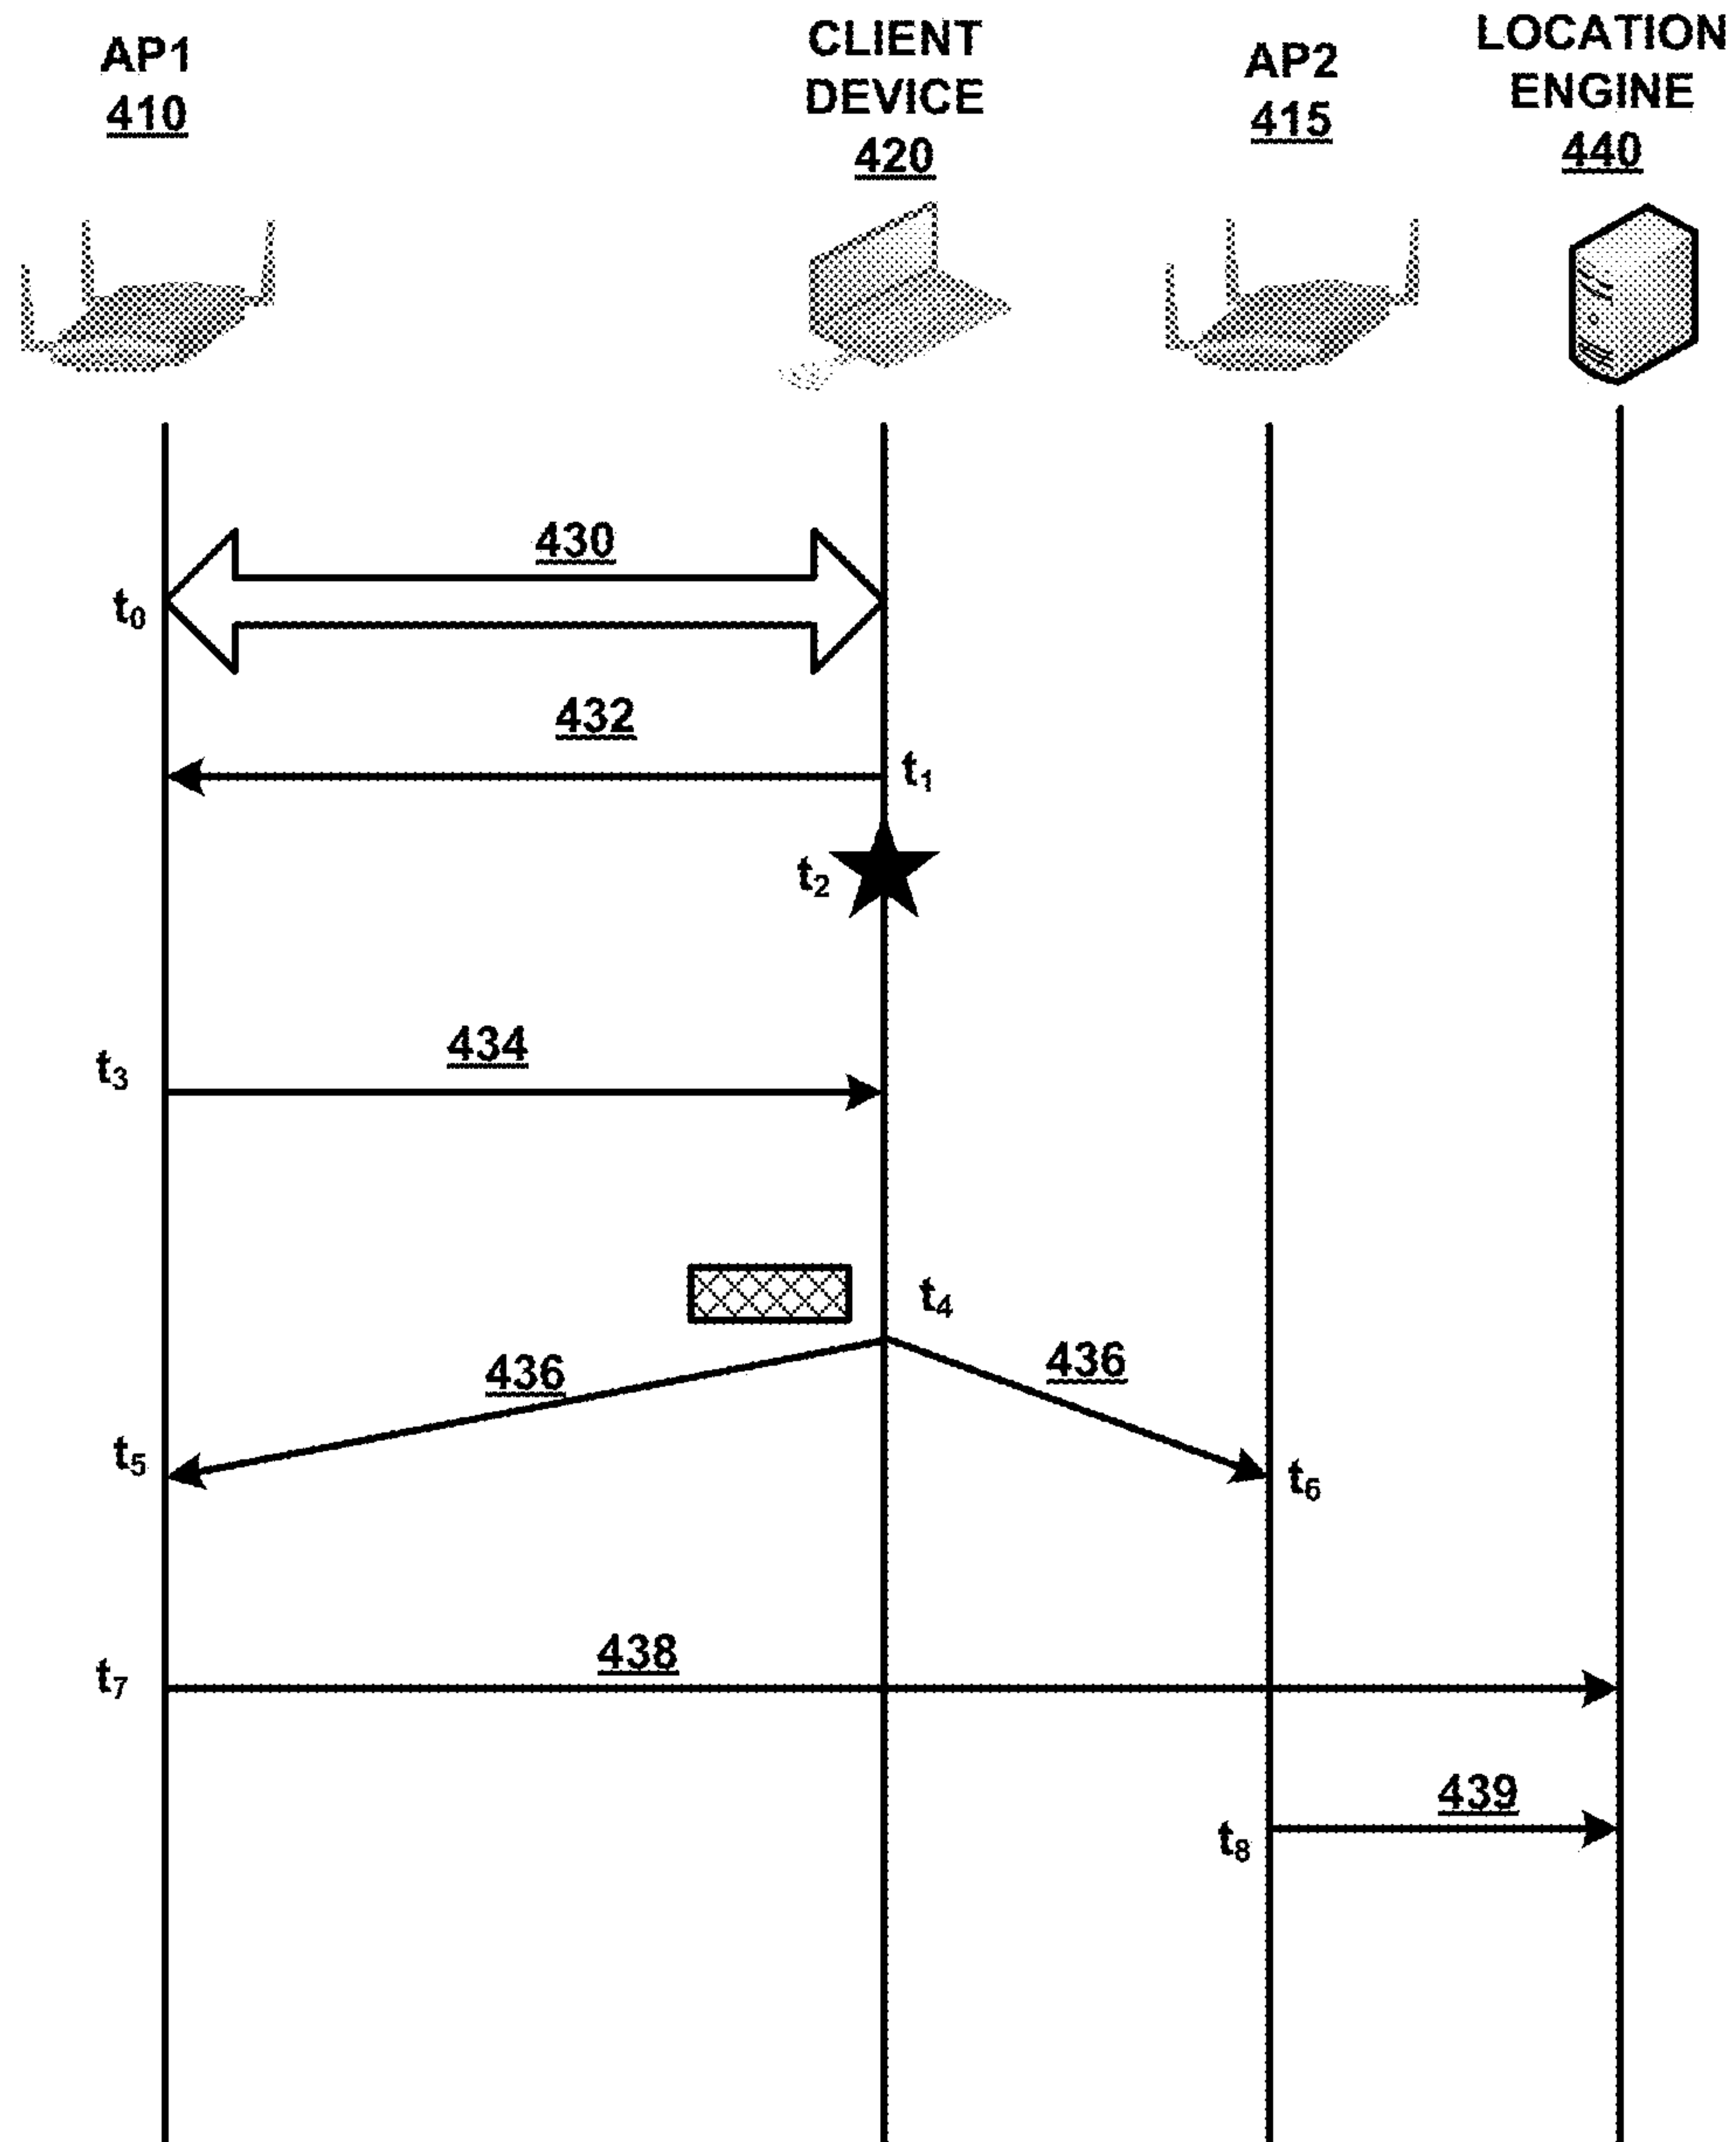 AP1
410
CLIENT
DEVICE
420
AP2
415
LOCATION
ENGINE
440
430
t0
432
t1
t2
434
t3
t4
436
436
t5
t6
438
t7
439
t8